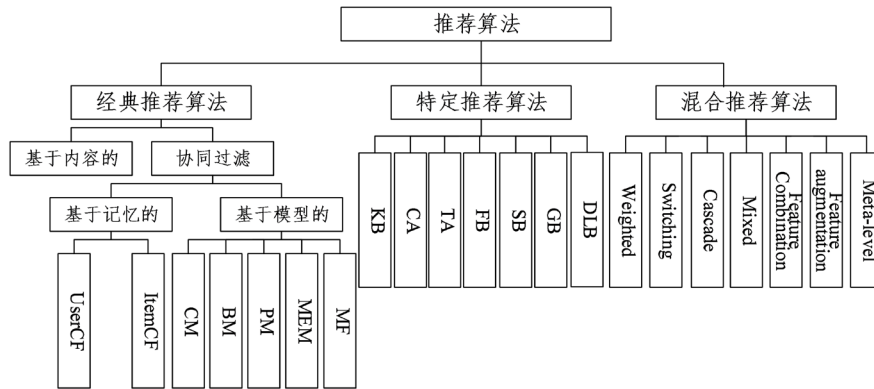 推荐算法
经典推荐算法
特定推荐算法
混合推荐算法
基于内容的
协同过滤
基于记忆的
基于模型的
UserCF
ItemCF
CM
BM
PM
MEM
MF
KB
CA
TA
FB
SB
GB
DLB
Weighted
Switching
Cascade
Mixed
Feature
Combination
Feature
augmentation
Meta-level